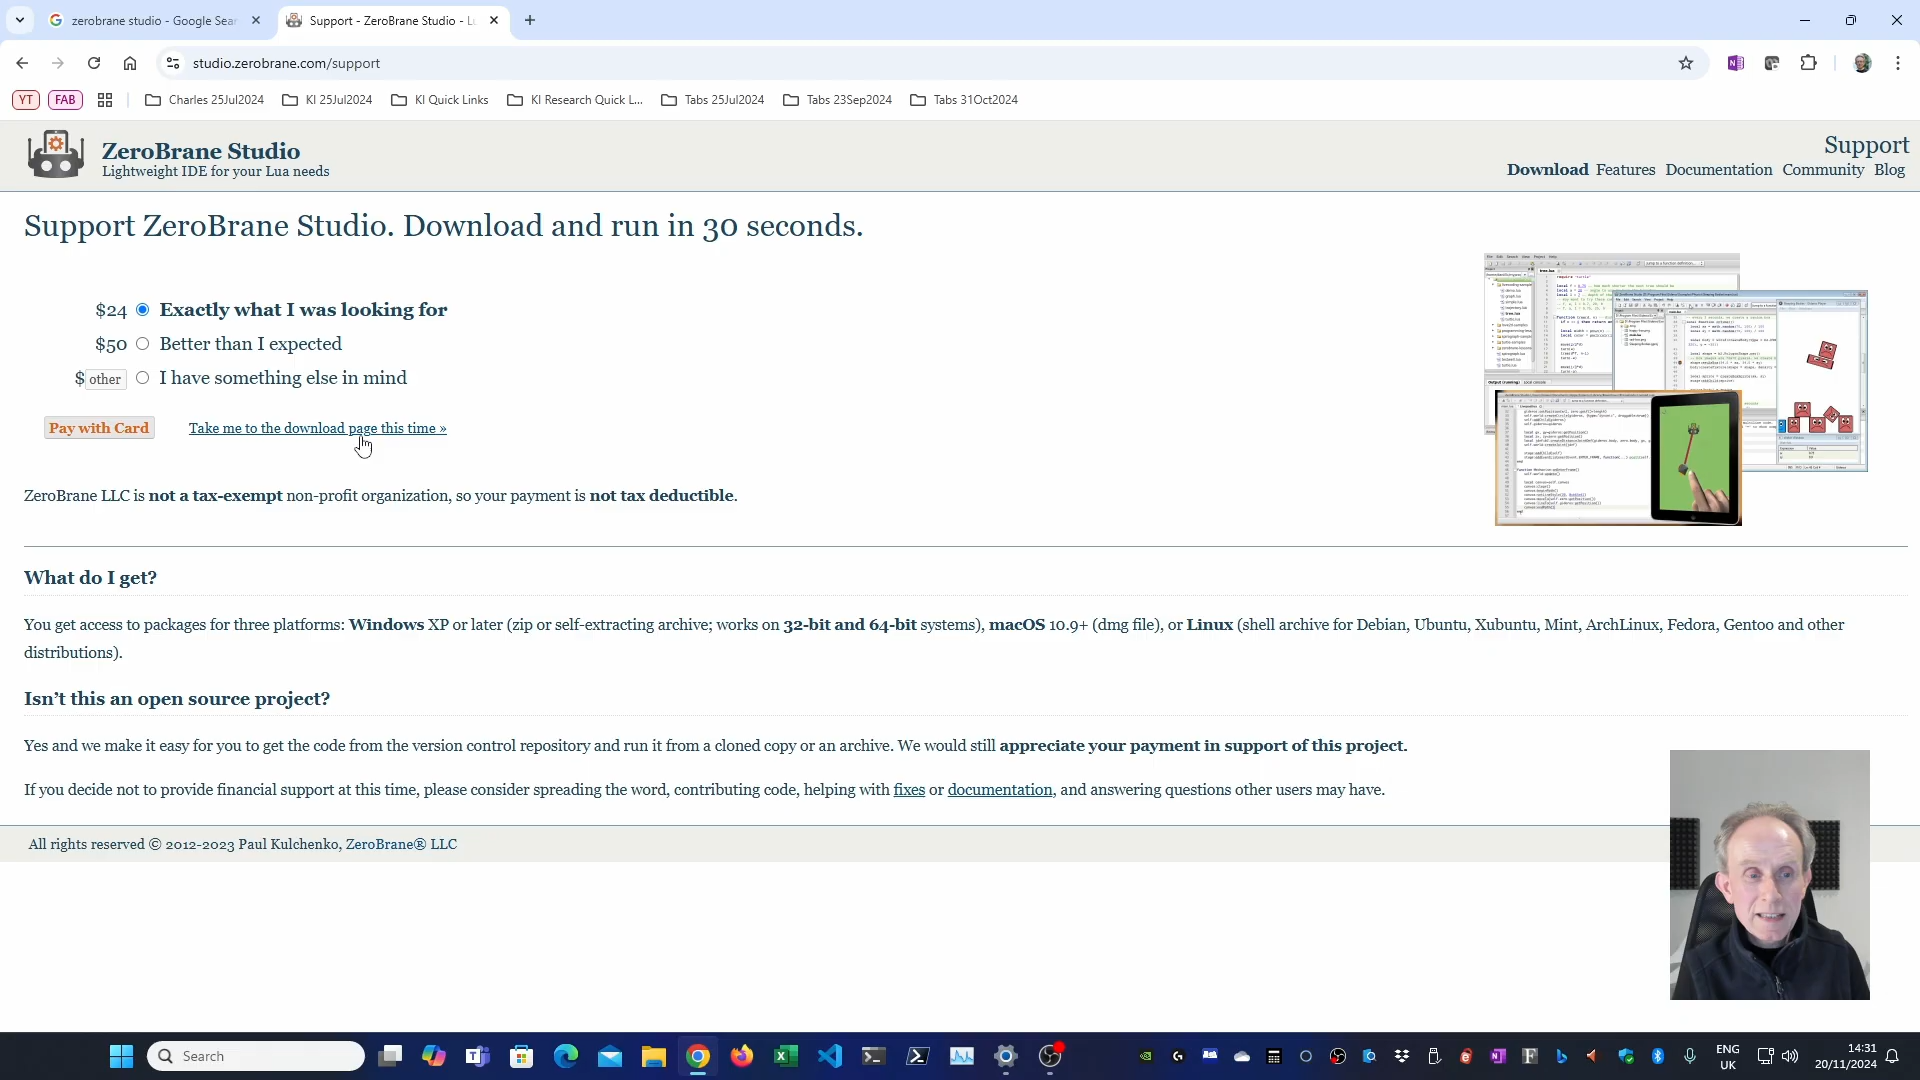 zerobrane studio - Google Sear
Support - ZeroBrane Studio - L
studio.zerobrane.com/support
YT
FAB
Charles 25Jul2024
KI 25Jul2024
KI Quick Links
KI Research Quick L...
Tabs 25Jul2024
Tabs 23Sep2024
Tabs 31Oct2024
ZeroBrane Studio
Lightweight IDE for your Lua needs
Support
Download Features Documentation Community Blog
Support ZeroBrane Studio. Download and run in 30 seconds.
$24 Exactly what I was looking for
$50 Better than I expected
$ other I have something else in mind
Pay with Card Take me to the download page this time »
ZeroBrane LLC is not a tax-exempt non-profit organization, so your payment is not tax deductible.
What do I get?
You get access to packages for three platforms: Windows XP or later (zip or self-extracting archive; works on 32-bit and 64-bit systems), macOS 10.9+ (dmg file), or Linux (shell archive for Debian, Ubuntu, Xubuntu, Mint, ArchLinux, Fedora, Gentoo and other
distributions).
Isn't this an open source project?
Yes and we make it easy for you to get the code from the version control repository and run it from a cloned copy or an archive. We would still appreciate your payment in support of this project.
If you decide not to provide financial support at this time, please consider spreading the word, contributing code, helping with fixes or documentation, and answering questions other users may have.
All rights reserved © 2012-2023 Paul Kulchenko, ZeroBrane® LLC
Search
ENG
UK
14:31
20/11/2024